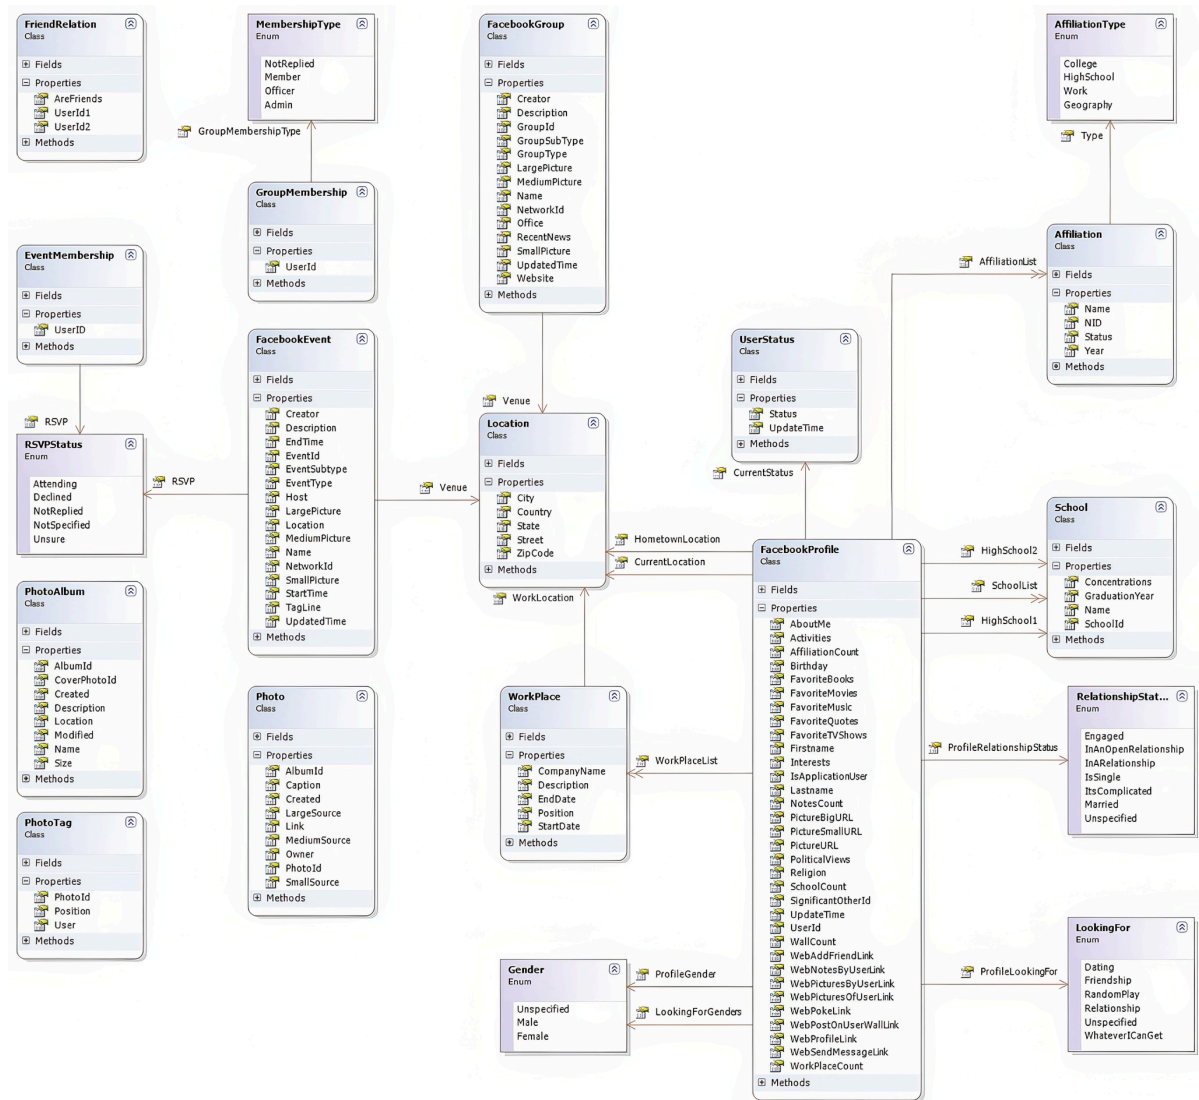 FriendRelation
Class
Fields
Properties
AreFriends
UserId1
UserId2
Methods
MembershipType
Enum
NotReplied
Member
Officer
Admin
GroupMembershipType
GroupMembership
Class
Fields
Properties
UserId
Methods
FacebookGroup
Class
Fields
Properties
Creator
Description
GroupId
GroupSubType
GroupType
LargePicture
MediumPicture
Name
NetworkId
Office
RecentNews
SmallPicture
UpdatedTime
Website
Methods
AffiliationType
Enum
College
HighSchool
Work
Geography
Type
Affiliation
Class
Fields
Properties
Name
NID
Status
Year
Methods
AffiliationList
EventMembership
Class
Fields
Properties
UserID
Methods
RSVP
RSVPStatus
Enum
Attending
Declined
NotReplied
NotSpecified
Unsure
RSVP
FacebookEvent
Class
Fields
Properties
Creator
Description
EndTime
EventId
EventSubtype
EventType
Host
LargePicture
Location
MediumPicture
Name
NetworkId
SmallPicture
StartTime
TagLine
UpdatedTime
Methods
Venue
Venue
Location
Class
Fields
Properties
City
Country
State
Street
ZipCode
Methods
WorkLocation
UserStatus
Class
Fields
Properties
Status
UpdateTime
Methods
CurrentStatus
HometownLocation
CurrentLocation
School
Class
Fields
Properties
Concentrations
GraduationYear
Name
SchoolId
Methods
HighSchool2
SchoolList
HighSchool1
PhotoAlbum
Class
Fields
Properties
AlbumId
CoverPhotoId
Created
Description
Location
Modified
Name
Size
Methods
Photo
Class
Fields
Properties
AlbumId
Caption
Created
LargeSource
Link
MediumSource
Owner
PhotoId
SmallSource
Methods
WorkPlace
Class
Fields
Properties
CompanyName
Description
EndDate
Position
StartDate
Methods
WorkPlaceList
FacebookProfile
Class
Fields
Properties
AboutMe
Activities
AffiliationCount
Birthday
FavoriteBooks
FavoriteMovies
FavoriteMusic
FavoriteQuotes
FavoriteTVShows
Firstname
Interests
IsApplicationUser
Lastname
NotesCount
PictureBigURL
PictureSmallURL
PictureURL
PoliticalViews
Religion
SchoolCount
SignificantOtherId
UpdateTime
UserId
WallCount
WebAddFriendLink
WebNotesByUserLink
WebPicturesByUserLink
WebPicturesOfUserLink
WebPokeLink
WebPostOnUserWallLink
WebProfileLink
WebSendMessageLink
WorkPlaceCount
Methods
ProfileRelationshipStatus
RelationshipStat...
Enum
Engaged
InAnOpenRelationship
InARelationship
IsSingle
ItsComplicated
Married
Unspecified
PhotoTag
Class
Fields
Properties
PhotoId
Position
User
Methods
Gender
Enum
Unspecified
Male
Female
ProfileGender
LookingForGenders
ProfileLookingFor
LookingFor
Enum
Dating
Friendship
RandomPlay
Relationship
Unspecified
WhateverICanGet